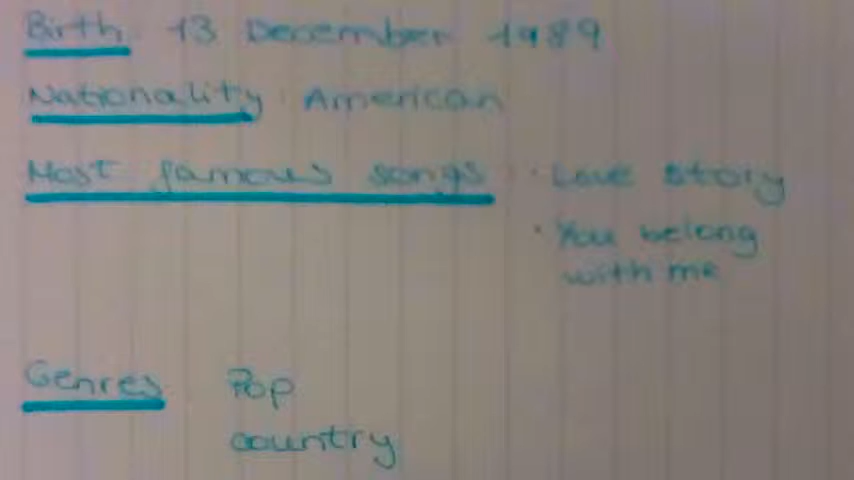 Birth 13 December 1989
Nationality American
Most famous songs · Love story
· You belong
with me
Genres Pop
country